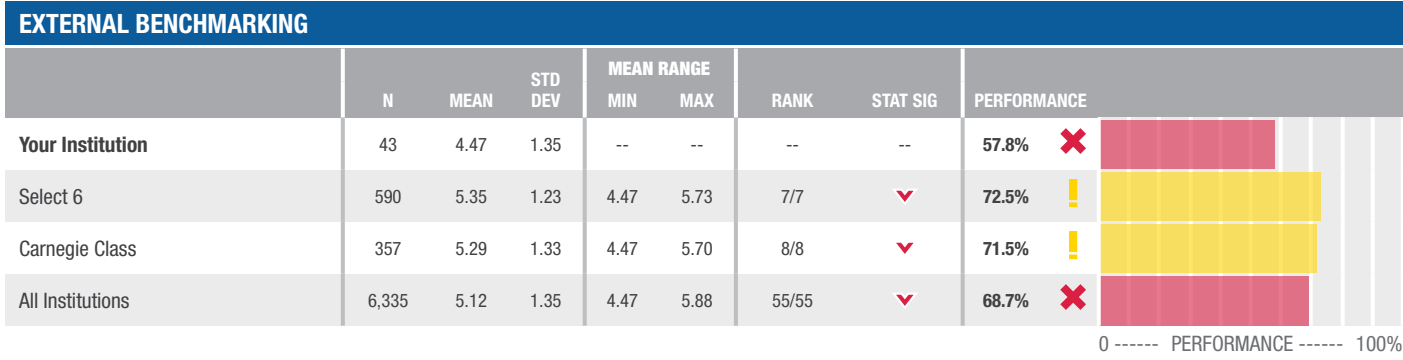 EXTERNAL BENCHMARKING
N MEAN STD DEV MEAN RANGE MIN MAX RANK STAT SIG PERFORMANCE
Your Institution 43 4.47 1.35 -- -- -- -- 57.8%
Select 6 590 5.35 1.23 4.47 5.73 7/7 72.5%
Carnegie Class 357 5.29 1.33 4.47 5.70 8/8 71.5%
All Institutions 6,335 5.12 1.35 4.47 5.88 55/55 68.7%
0 ------ PERFORMANCE ------ 100%